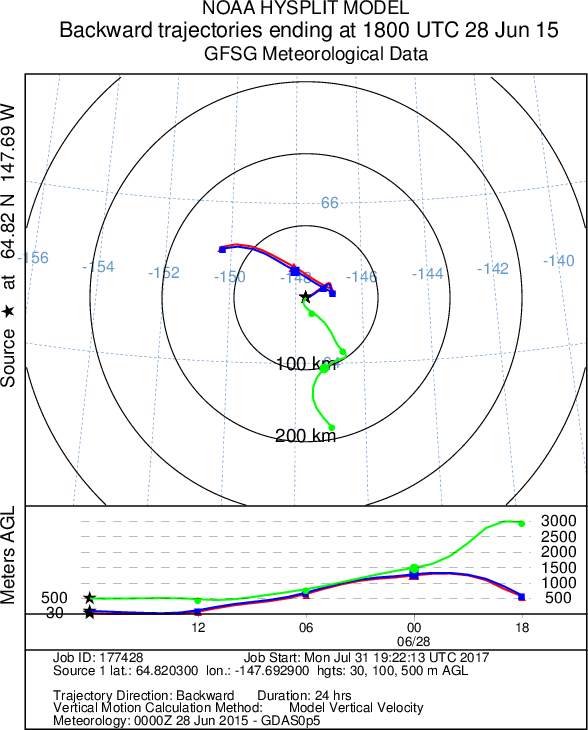 NOAA HYSPLIT MODEL
Backward trajectories ending at 1800 UTC 28 Jun 15
GFSG Meteorological Data
Source ★ at 64.82 N 147.69 W
66
-156
-154
-152
-150
-148
-146
-144
-142
-140
64
100 km
200 km
Meters AGL
3000
2500
2000
1500
1000
500
500
30
12
06
00
18
06/28
Job ID: 177428 Job Start: Mon Jul 31 19:22:13 UTC 2017
Source 1 lat.: 64.820300 lon.: -147.692900 hgts: 30, 100, 500 m AGL
Trajectory Direction: Backward Duration: 24 hrs
Vertical Motion Calculation Method: Model Vertical Velocity
Meteorology: 0000Z 28 Jun 2015 - GDAS0p5